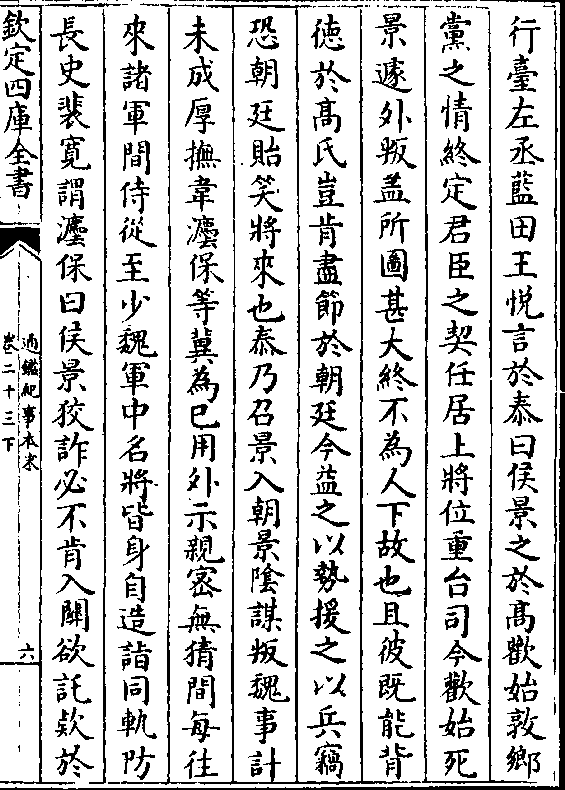 行臺左丞藍田王恱言於泰曰侯景之於髙歡始敦鄉
黨之情終定君臣之契任居上將位重台司今歡始死
景遽外叛盖所圖甚大終不為人下故也且彼既能背
徳於髙氏豈肯盡節於朝廷今益之以勢援之以兵竊
恐朝廷貽笑將來也泰乃召景入朝景陰謀叛魏事計
未成厚撫韋灋保等冀為已用外示親宻無猜間每往
來諸軍間侍從至少魏軍中名將皆身自造詣同軌防
長史裴寛謂灋保曰侯景狡詐必不肯入關欲託欵於
欽定四庫全書
通鑑紀事本末
卷二十三下
六